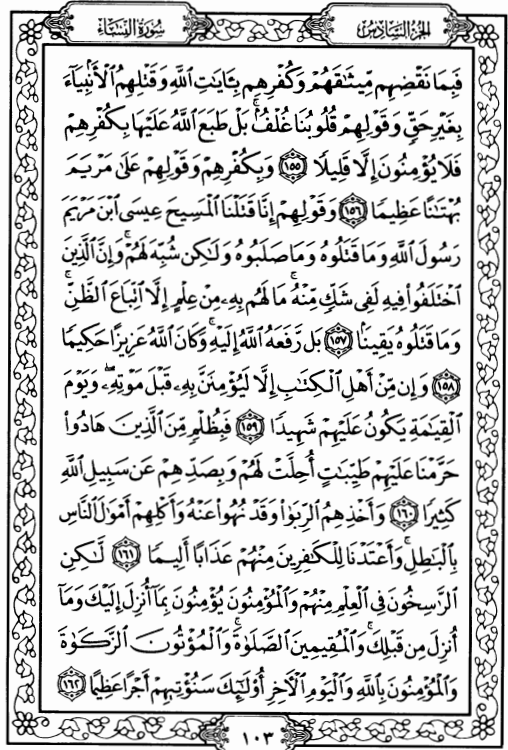 الجزء السادس
سورة النساء
فَبِمَا نَقْضِهِم مِّيثَـٰقَهُمْ وَكُفْرِهِم بِـَٔايَـٰتِ ٱللَّهِ وَقَتْلِهِمُ ٱلْأَنۢبِيَآءَ
بِغَيْرِ حَقٍّ وَقَوْلِهِمْ قُلُوبُنَا غُلْفٌۢ ۚ بَلْ طَبَعَ ٱللَّهُ عَلَيْهَا بِكُفْرِهِمْ
فَلَا يُؤْمِنُونَ إِلَّا قَلِيلًا ١٥٥ وَبِكُفْرِهِمْ وَقَوْلِهِمْ عَلَىٰ مَرْيَمَ
بُهْتَـٰنًا عَظِيمًا ١٥٦ وَقَوْلِهِمْ إِنَّا قَتَلْنَا ٱلْمَسِيحَ عِيسَى ٱبْنَ مَرْيَمَ
رَسُولَ ٱللَّهِ وَمَا قَتَلُوهُ وَمَا صَلَبُوهُ وَلَـٰكِن شُبِّهَ لَهُمْ ۚ وَإِنَّ ٱلَّذِينَ
ٱخْتَلَفُوا۟ فِيهِ لَفِى شَكٍّ مِّنْهُ ۚ مَا لَهُم بِهِۦ مِنْ عِلْمٍ إِلَّا ٱتِّبَاعَ ٱلظَّنِّ ۚ
وَمَا قَتَلُوهُ يَقِينًۢا ١٥٧ بَل رَّفَعَهُ ٱللَّهُ إِلَيْهِ ۚ وَكَانَ ٱللَّهُ عَزِيزًا حَكِيمًا
١٥٨ وَإِن مِّنْ أَهْلِ ٱلْكِتَـٰبِ إِلَّا لَيُؤْمِنَنَّ بِهِۦ قَبْلَ مَوْتِهِۦ ۖ وَيَوْمَ
ٱلْقِيَـٰمَةِ يَكُونُ عَلَيْهِمْ شَهِيدًا ١٥٩ فَبِظُلْمٍ مِّنَ ٱلَّذِينَ هَادُوا۟
حَرَّمْنَا عَلَيْهِمْ طَيِّبَـٰتٍ أُحِلَّتْ لَهُمْ وَبِصَدِّهِمْ عَن سَبِيلِ ٱللَّهِ
كَثِيرًا ١٦٠ وَأَخْذِهِمُ ٱلرِّبَوٰا۟ وَقَدْ نُهُوا۟ عَنْهُ وَأَكْلِهِمْ أَمْوَٰلَ ٱلنَّاسِ
بِٱلْبَـٰطِلِ ۚ وَأَعْتَدْنَا لِلْكَـٰفِرِينَ مِنْهُمْ عَذَابًا أَلِيمًا ١٦١ لَّـٰكِنِ
ٱلرَّٰسِخُونَ فِى ٱلْعِلْمِ مِنْهُمْ وَٱلْمُؤْمِنُونَ يُؤْمِنُونَ بِمَآ أُنزِلَ إِلَيْكَ وَمَآ
أُنزِلَ مِن قَبْلِكَ ۚ وَٱلْمُقِيمِينَ ٱلصَّلَوٰةَ ۚ وَٱلْمُؤْتُونَ ٱلزَّكَوٰةَ
وَٱلْمُؤْمِنُونَ بِٱللَّهِ وَٱلْيَوْمِ ٱلْـَٔاخِرِ أُو۟لَـٰٓئِكَ سَنُؤْتِيهِمْ أَجْرًا عَظِيمًا ١٦٢
١٠٣